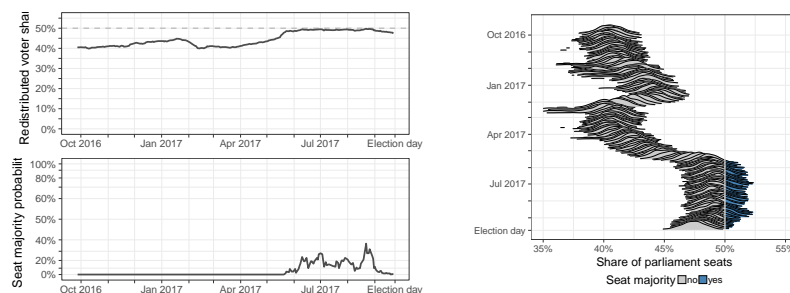 Redistributed voter shar
50%
40%
30%
20%
10%
0%
Oct 2016 Jan 2017 Apr 2017 Jul 2017 Election day
Seat majority probabilit
100%
80%
60%
40%
20%
0%
Oct 2016 Jan 2017 Apr 2017 Jul 2017 Election day
Oct 2016
Jan 2017
Apr 2017
Jul 2017
Election day
35% 40% 45% 50% 55%
Share of parliament seats
Seat majority no yes